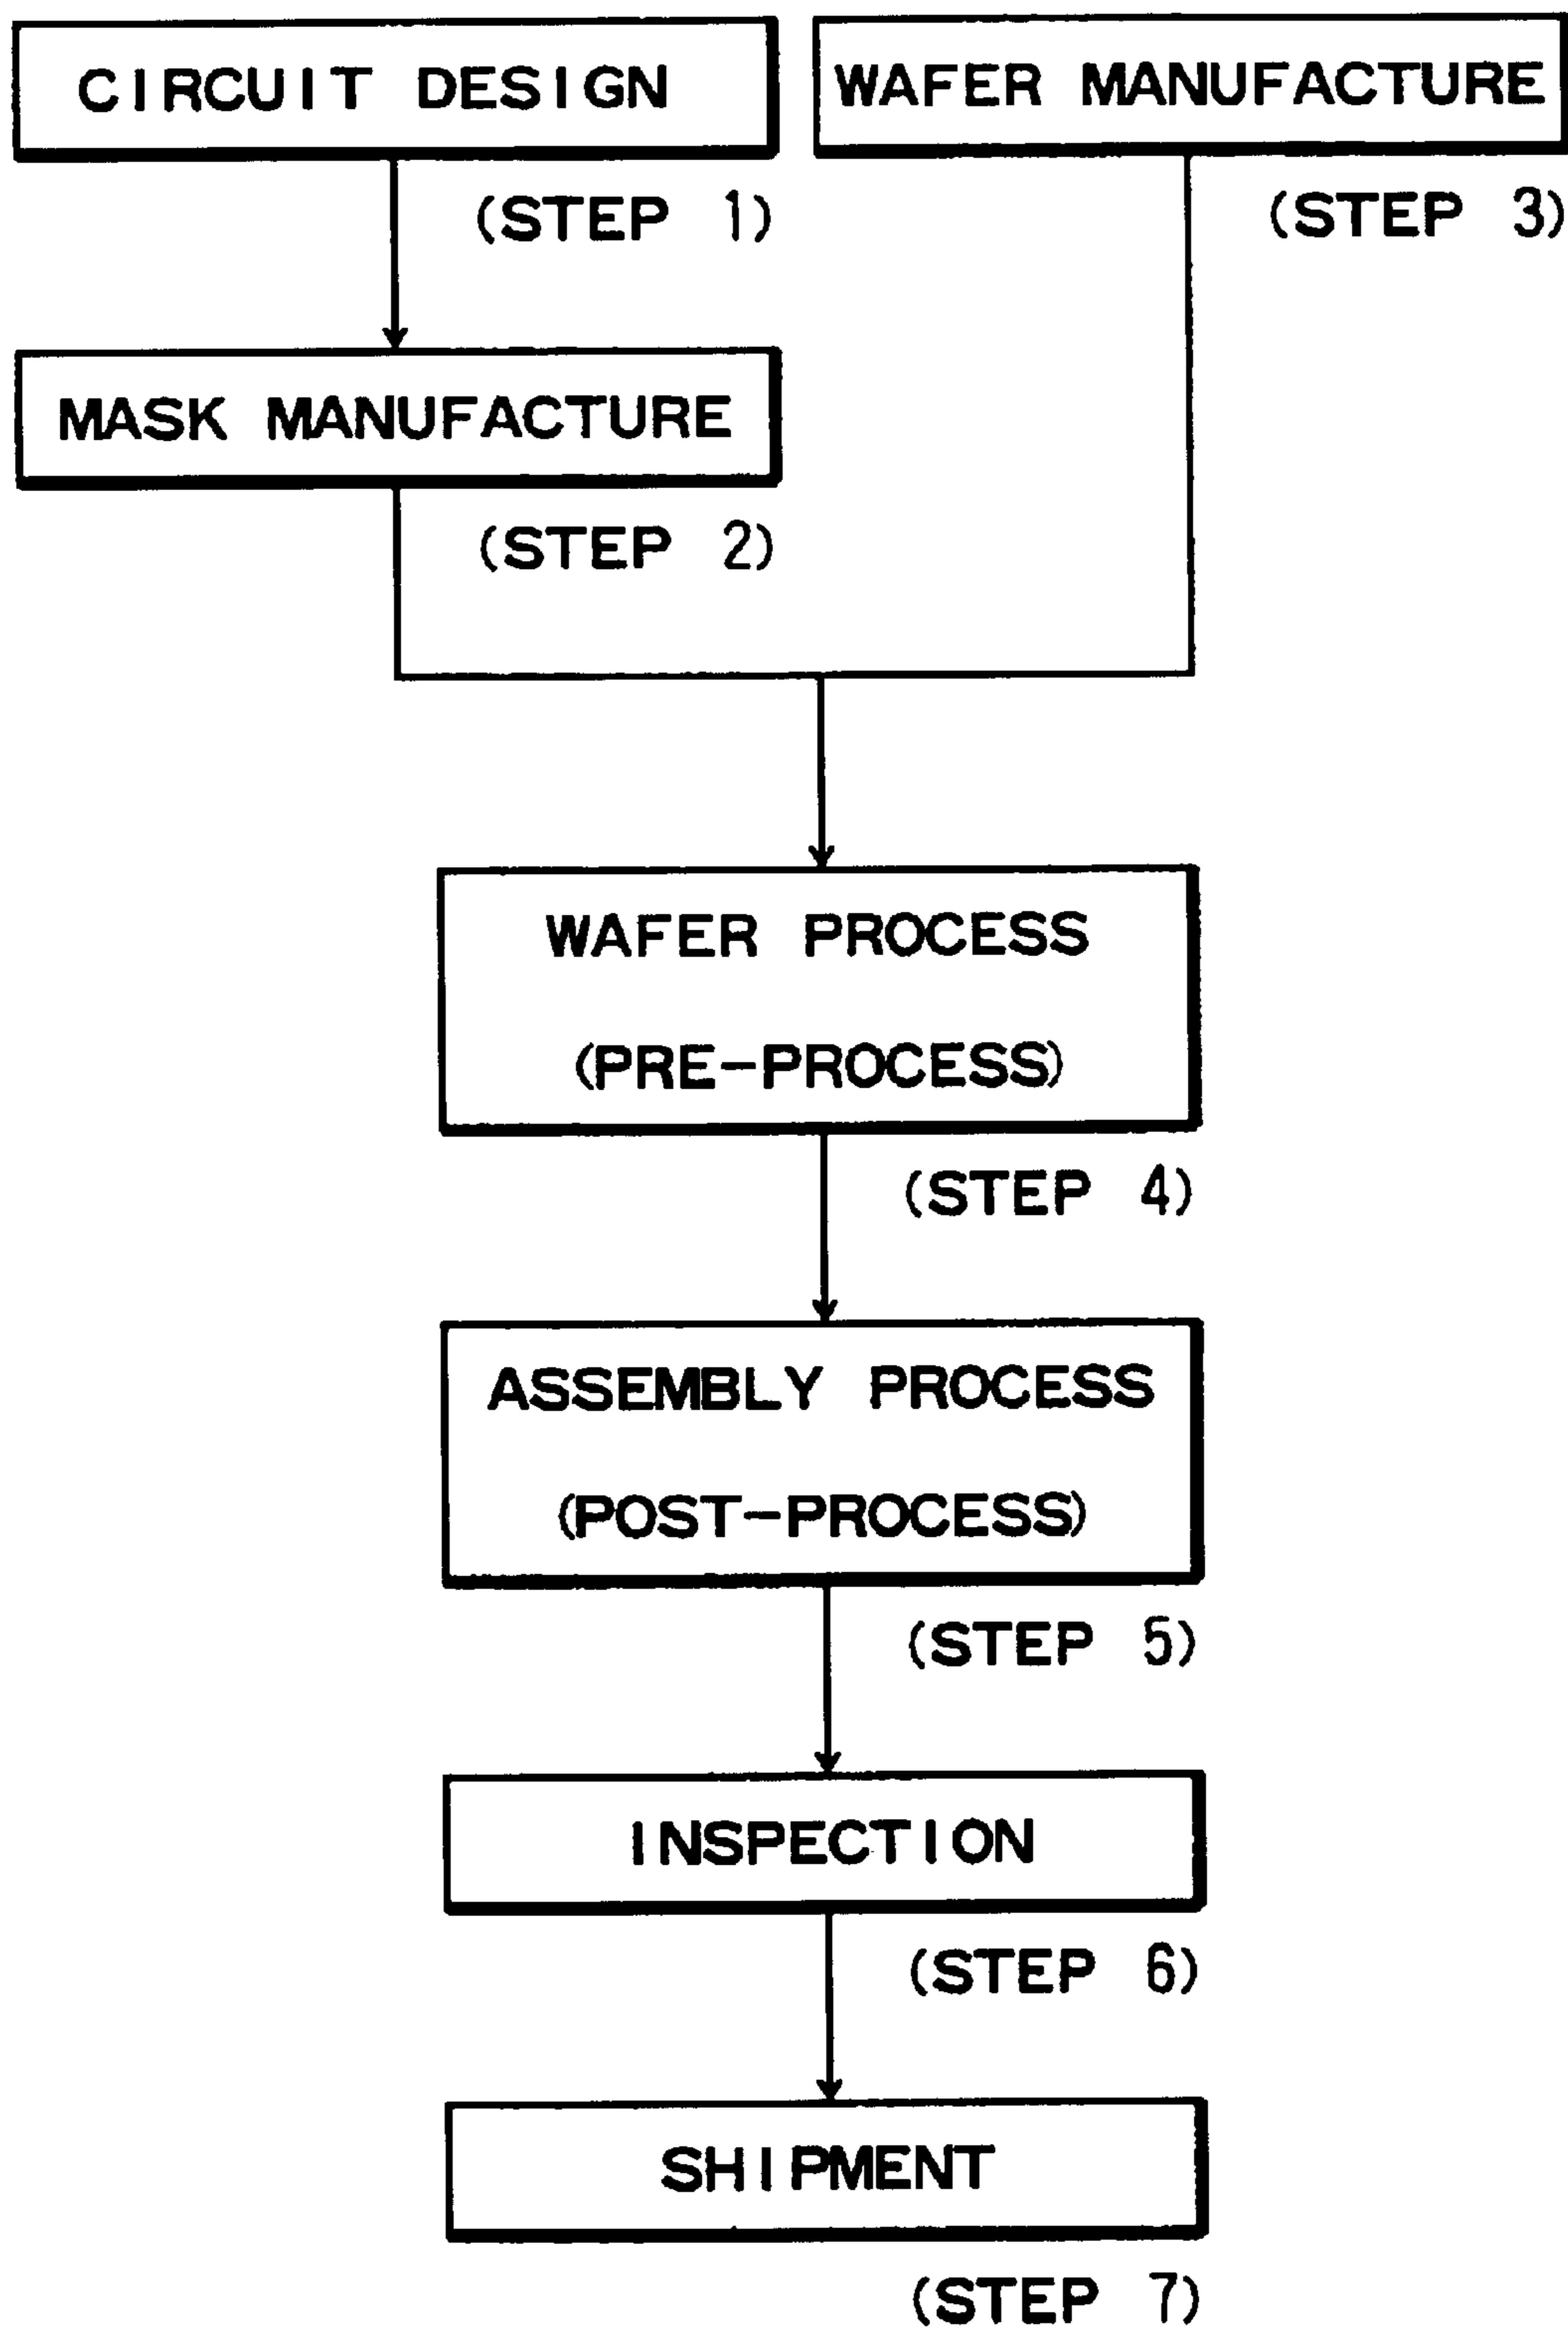 CIRCUIT DESIGN
(STEP 1)
WAFER MANUFACTURE
(STEP 3)
MASK MANUFACTURE
(STEP 2)
WAFER PROCESS
(PRE-PROCESS)
(STEP 4)
ASSEMBLY PROCESS
(POST-PROCESS)
(STEP 5)
INSPECTION
(STEP 6)
SHIPMENT
(STEP 7)